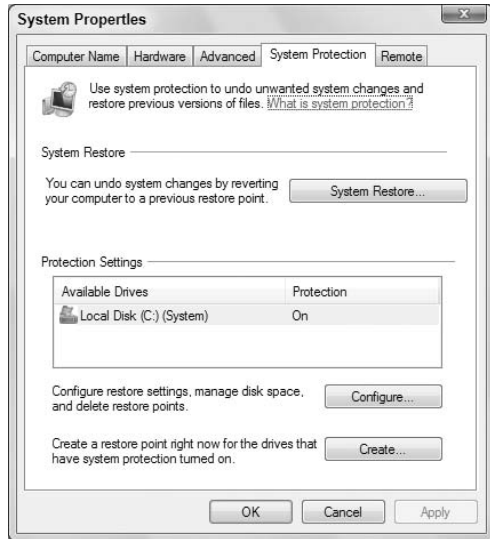 System Properties
Computer Name
Hardware
Advanced
System Protection
Remote
Use system protection to undo unwanted system changes and
restore previous versions of files. What is system protection?
System Restore
You can undo system changes by reverting
your computer to a previous restore point.
System Restore...
Protection Settings
Available Drives
Protection
Local Disk (C:) (System)
On
Configure restore settings, manage disk space,
and delete restore points.
Configure...
Create a restore point right now for the drives that
have system protection turned on.
Create...
OK
Cancel
Apply